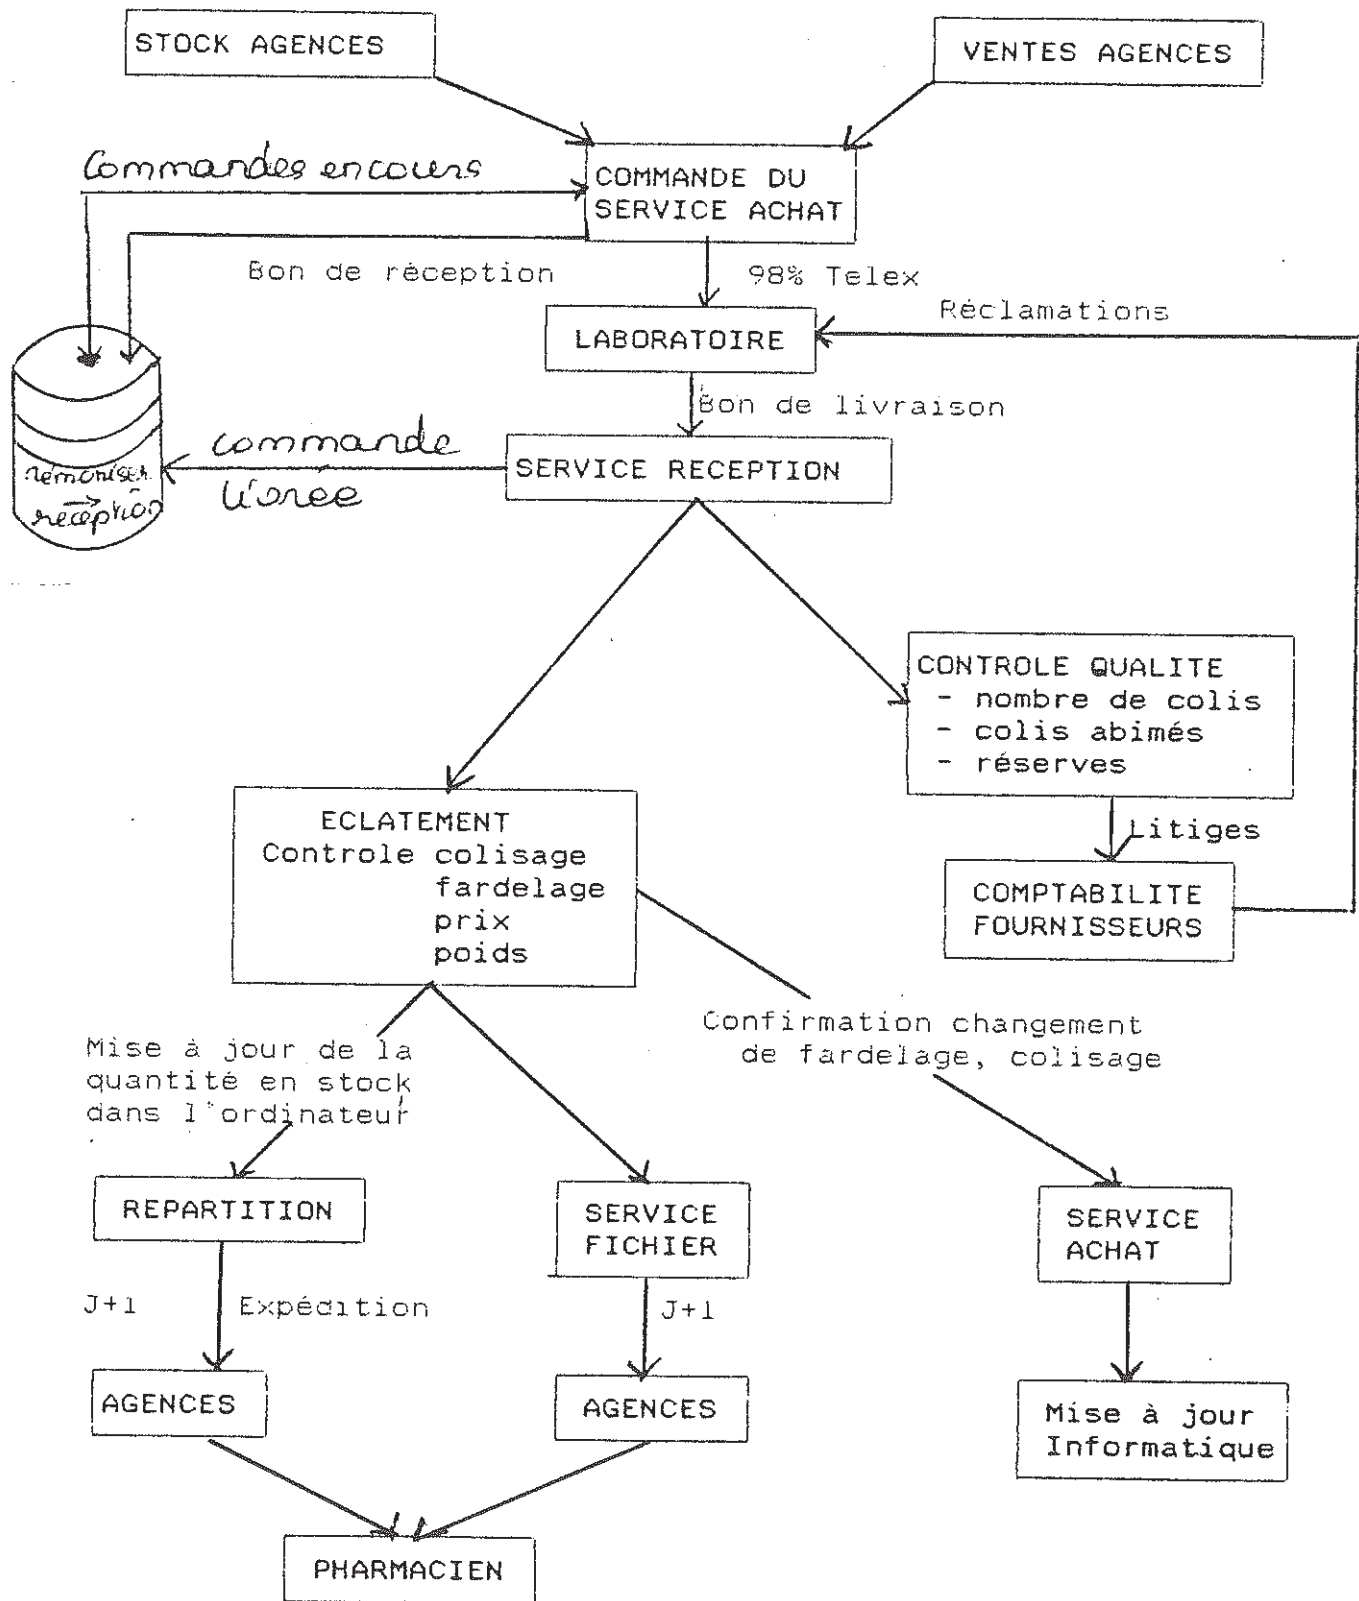 STOCK AGENCES
VENTES AGENCES
Commandes en cours
COMMANDE DU
SERVICE ACHAT
Bon de réception
98% Telex
Réclamations
LABORATOIRE
Bon de livraison
commande
SERVICE RECEPTION
réception
CONTROLE QUALITE
- nombre de colis
- colis abimés
- réserves
ECLATEMENT
Controle colisage
fardelage
prix
poids
Litiges
COMPTABILITE
FOURNISSEURS
Confirmation changement
de fardelage, colisage
Mise à jour de la
quantité en stock
dans l'ordinateur
REPARTITION
SERVICE
FICHIER
SERVICE
ACHAT
J+1
Expédition
J+1
AGENCES
AGENCES
Mise à jour
Informatique
PHARMACIEN